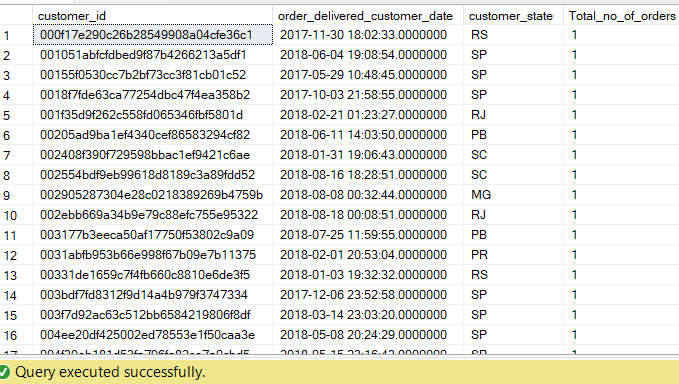 customer_id order_delivered_customer_date customer_state Total_no_of_orders
1 000f17e290c26b28549908a04cfe36c1 2017-11-30 18:02:33.0000000 RS 1
2 001051abfcfdbed9f87b4266213a5df1 2018-06-04 19:08:54.0000000 SP 1
3 00155f0530cc7b2bf73cc3f81cb01c52 2017-05-29 10:48:45.0000000 SP 1
4 0018f7fde63ca77254dbc47f4ea358b2 2017-10-03 21:58:55.0000000 SP 1
5 001f35d9f262c558fd065346fbf5801d 2018-02-21 01:23:27.0000000 RJ 1
6 00205ad9ba1ef4340cef86583294cf82 2018-06-11 14:03:50.0000000 PB 1
7 002408f390f729598bbac1ef9421c6ae 2018-01-31 19:06:43.0000000 SC 1
8 002554bdf9eb99618d8189c3a89fdd52 2018-08-16 18:28:51.0000000 SC 1
9 002905287304e28c0218389269b4759b 2018-08-08 00:32:44.0000000 MG 1
10 002ebb669a34b9e79c88efc755e95322 2018-08-18 00:08:51.0000000 RJ 1
11 003177b3eeca50af17750f53802c9a09 2018-07-25 11:59:55.0000000 PB 1
12 0031abfb953b66e998f67b09e7b11375 2018-02-01 20:53:04.0000000 PR 1
13 00331de1659c7f4fb660c8810e6de3f5 2018-01-03 19:32:32.0000000 RS 1
14 003bdf7fd8312f9d14a4b979f3747334 2017-12-06 23:52:58.0000000 SP 1
15 003f7d92ac63c512bb6584219806f8df 2018-03-14 23:03:20.0000000 SP 1
16 004ee20df425002ed78553e1f50caa3e 2018-05-08 20:24:29.0000000 SP 1
17 SP 1
Query executed successfully.